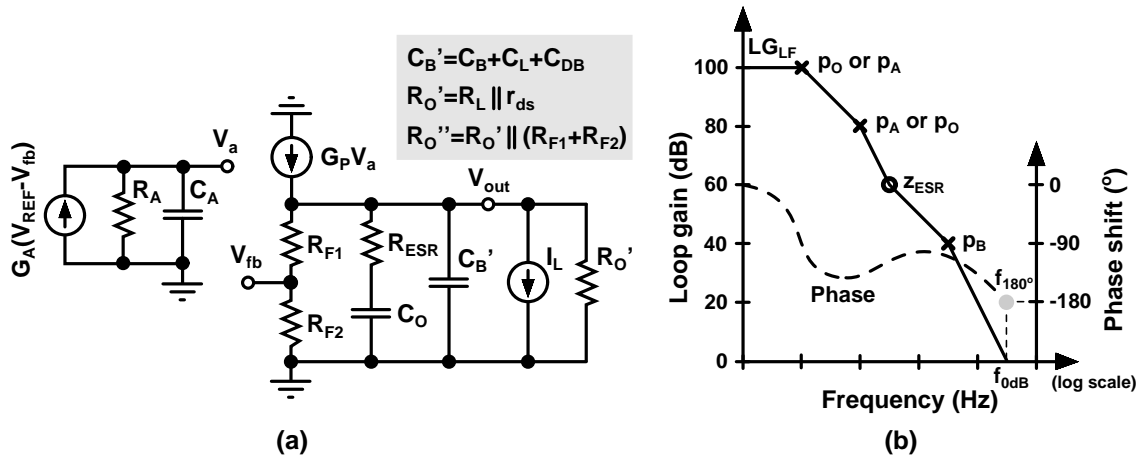 C_B'=C_B+C_L+C_DB
R_O'=R_L||r_ds
R_O''=R_O'||(R_F1+R_F2)
G_A(V_REF-V_fb)
V_a
R_A
C_A
G_PV_a
V_out
V_fb
R_F1
R_F2
R_ESR
C_O
C_B'
I_L
R_O'
(a)
Loop gain (dB)
100
80
60
40
20
0
LG_LF
p_O or p_A
p_A or p_O
z_ESR
p_B
Phase
f_180º
f_0dB
0
-90
-180
Phase shift (º)
(log scale)
Frequency (Hz)
(b)